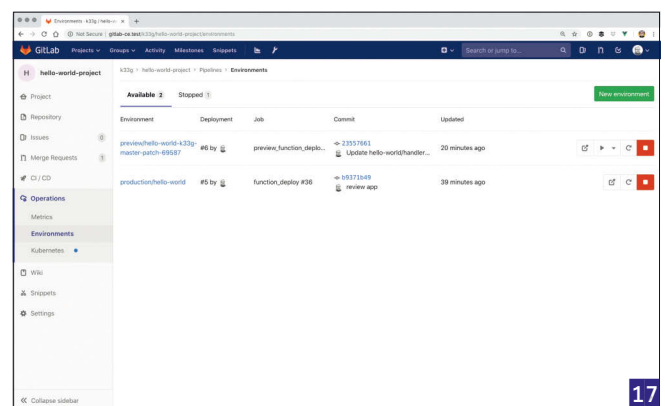 Environments · k33g / hello-w
Not Secure | gitlab-ce.test/k33g/hello-world-project/environments
GitLab Projects Groups Activity Milestones Snippets Search or jump to...
H hello-world-project
k33g > hello-world-project > Pipelines > Environments
Project
Repository
Issues 0
Merge Requests 1
CI / CD
Operations
Metrics
Environments
Kubernetes
Wiki
Snippets
Settings
Collapse sidebar
Available 2 Stopped 1
New environment
Environment Deployment Job Commit Updated
preview/hello-world-k33g- #6 by preview_function_deplo... 23557661 20 minutes ago
master-patch-69587 Update hello-world/handler...
production/hello-world #5 by function_deploy #36 b9371b49 39 minutes ago
review app
17